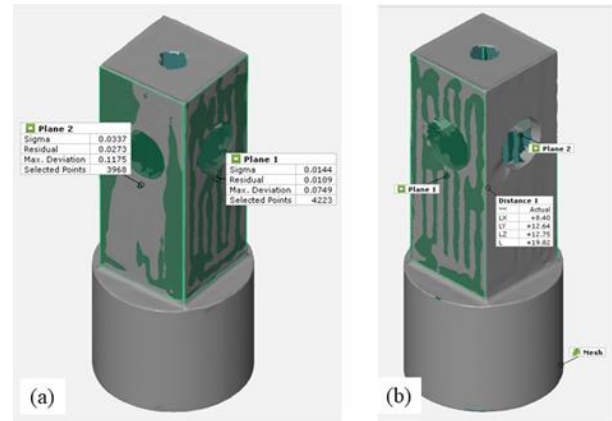 Plane 2
Sigma 0.0337
Residual 0.0273
Max. Deviation 0.1175
Selected Points 3968
Plane 1
Sigma 0.0144
Residual 0.0109
Max. Deviation 0.0749
Selected Points 4223
(a)
Plane 2
Plane 1
Distance 1
Actual
LX +8.40
LY +12.64
LZ +12.75
L +19.82
Mesh
(b)